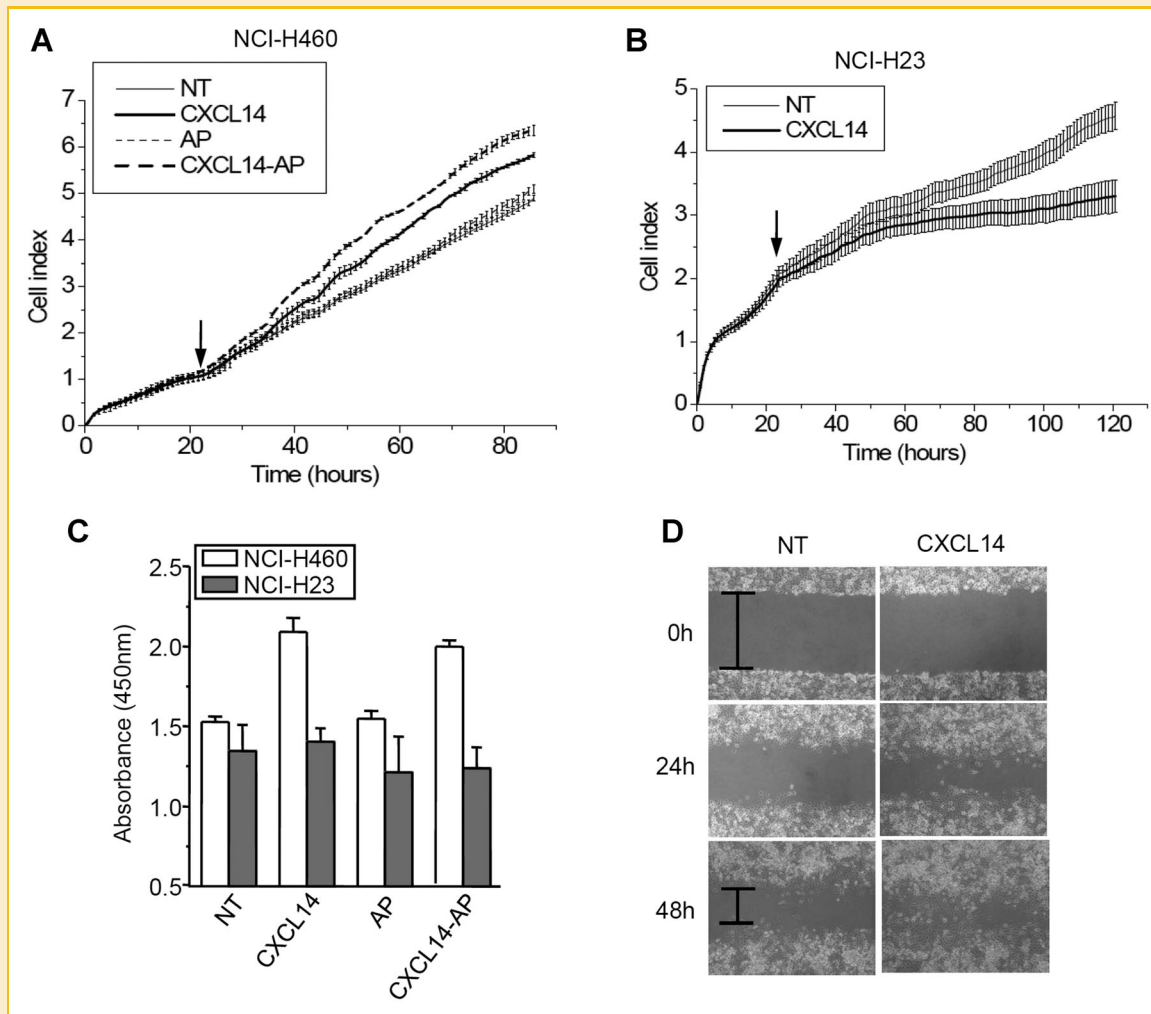 A
NCI-H460
NT
CXCL14
AP
CXCL14-AP
7
6
5
4
3
2
1
0
Cell index
0 20 40 60 80
Time (hours)
B
NCI-H23
NT
CXCL14
5
4
3
2
1
0
Cell index
0 20 40 60 80 100 120
Time (hours)
C
NCI-H460
NCI-H23
2.5
2.0
1.5
1.0
0.5
Absorbance (450nm)
NT CXCL14 AP CXCL14-AP
D
NT CXCL14
0h
24h
48h